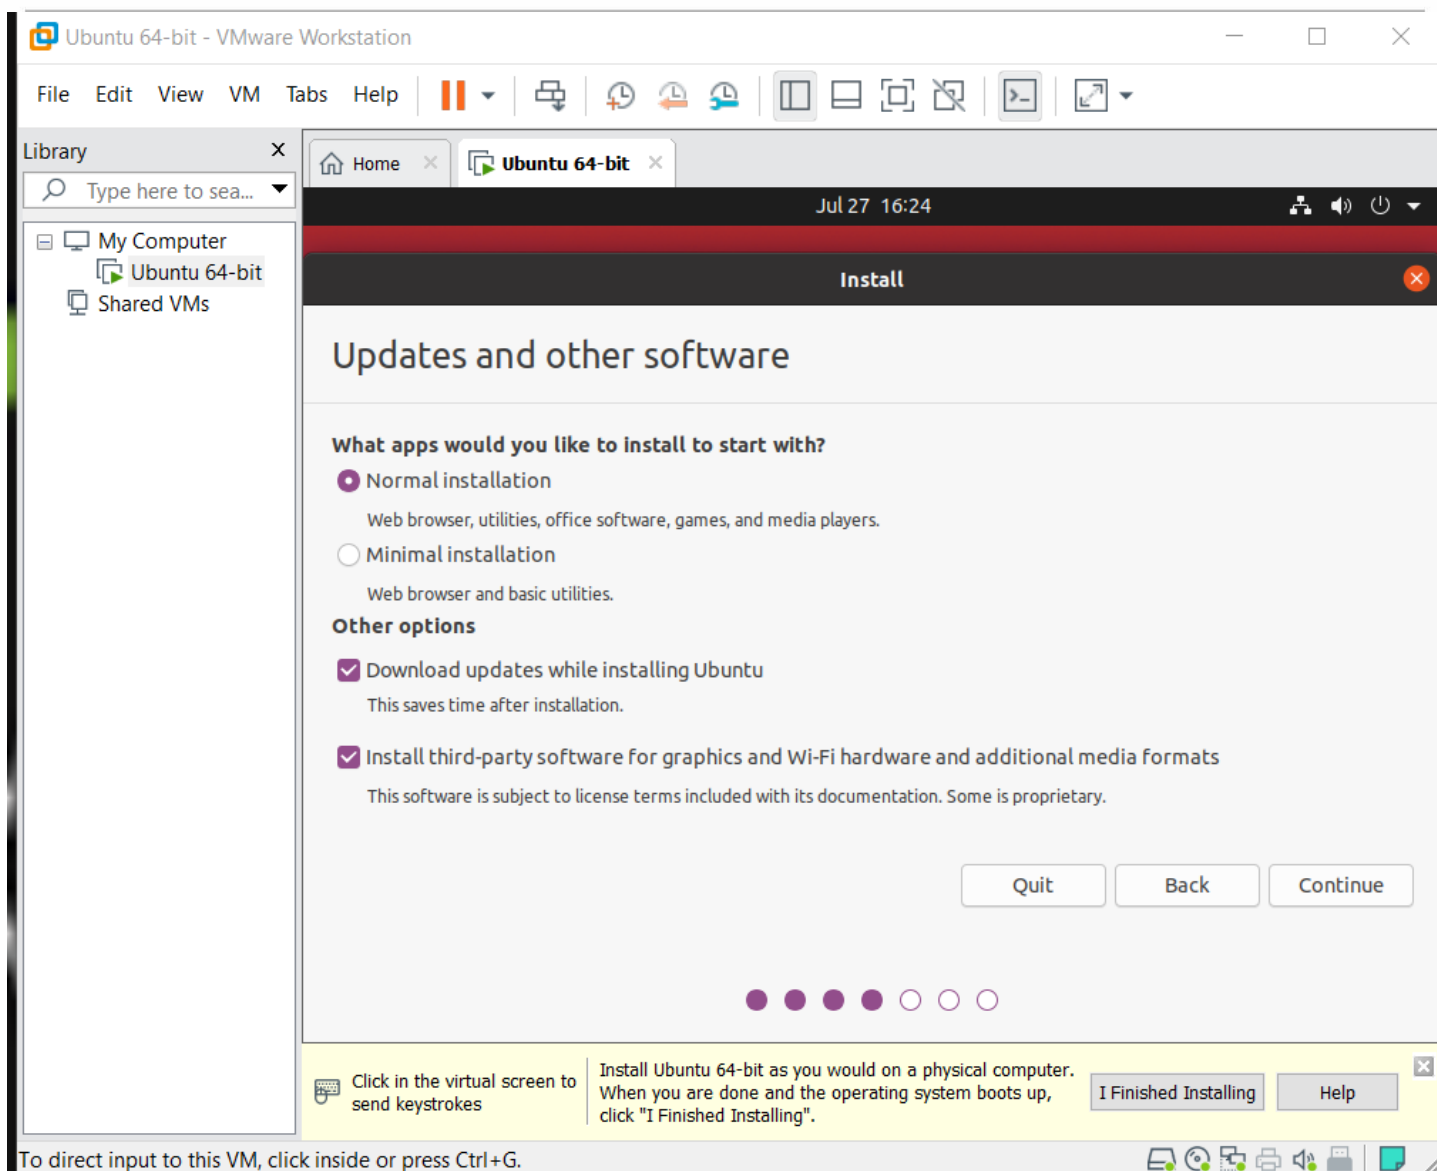 Ubuntu 64-bit - VMware Workstation
File Edit View VM Tabs Help
Library X
Home
Ubuntu 64-bit
Type here to sea...
Jul 27 16:24
My Computer
Ubuntu 64-bit
Shared VMs
Install
Updates and other software
What apps would you like to install to start with?
Normal installation
Web browser, utilities, office software, games, and media players.
Minimal installation
Web browser and basic utilities.
Other options
Download updates while installing Ubuntu
This saves time after installation.
Install third-party software for graphics and Wi-Fi hardware and additional media formats
This software is subject to license terms included with its documentation. Some is proprietary.
Quit
Back
Continue
Click in the virtual screen to
send keystrokes
Install Ubuntu 64-bit as you would on a physical computer.
When you are done and the operating system boots up,
click "I Finished Installing".
I Finished Installing
Help
To direct input to this VM, click inside or press Ctrl+G.